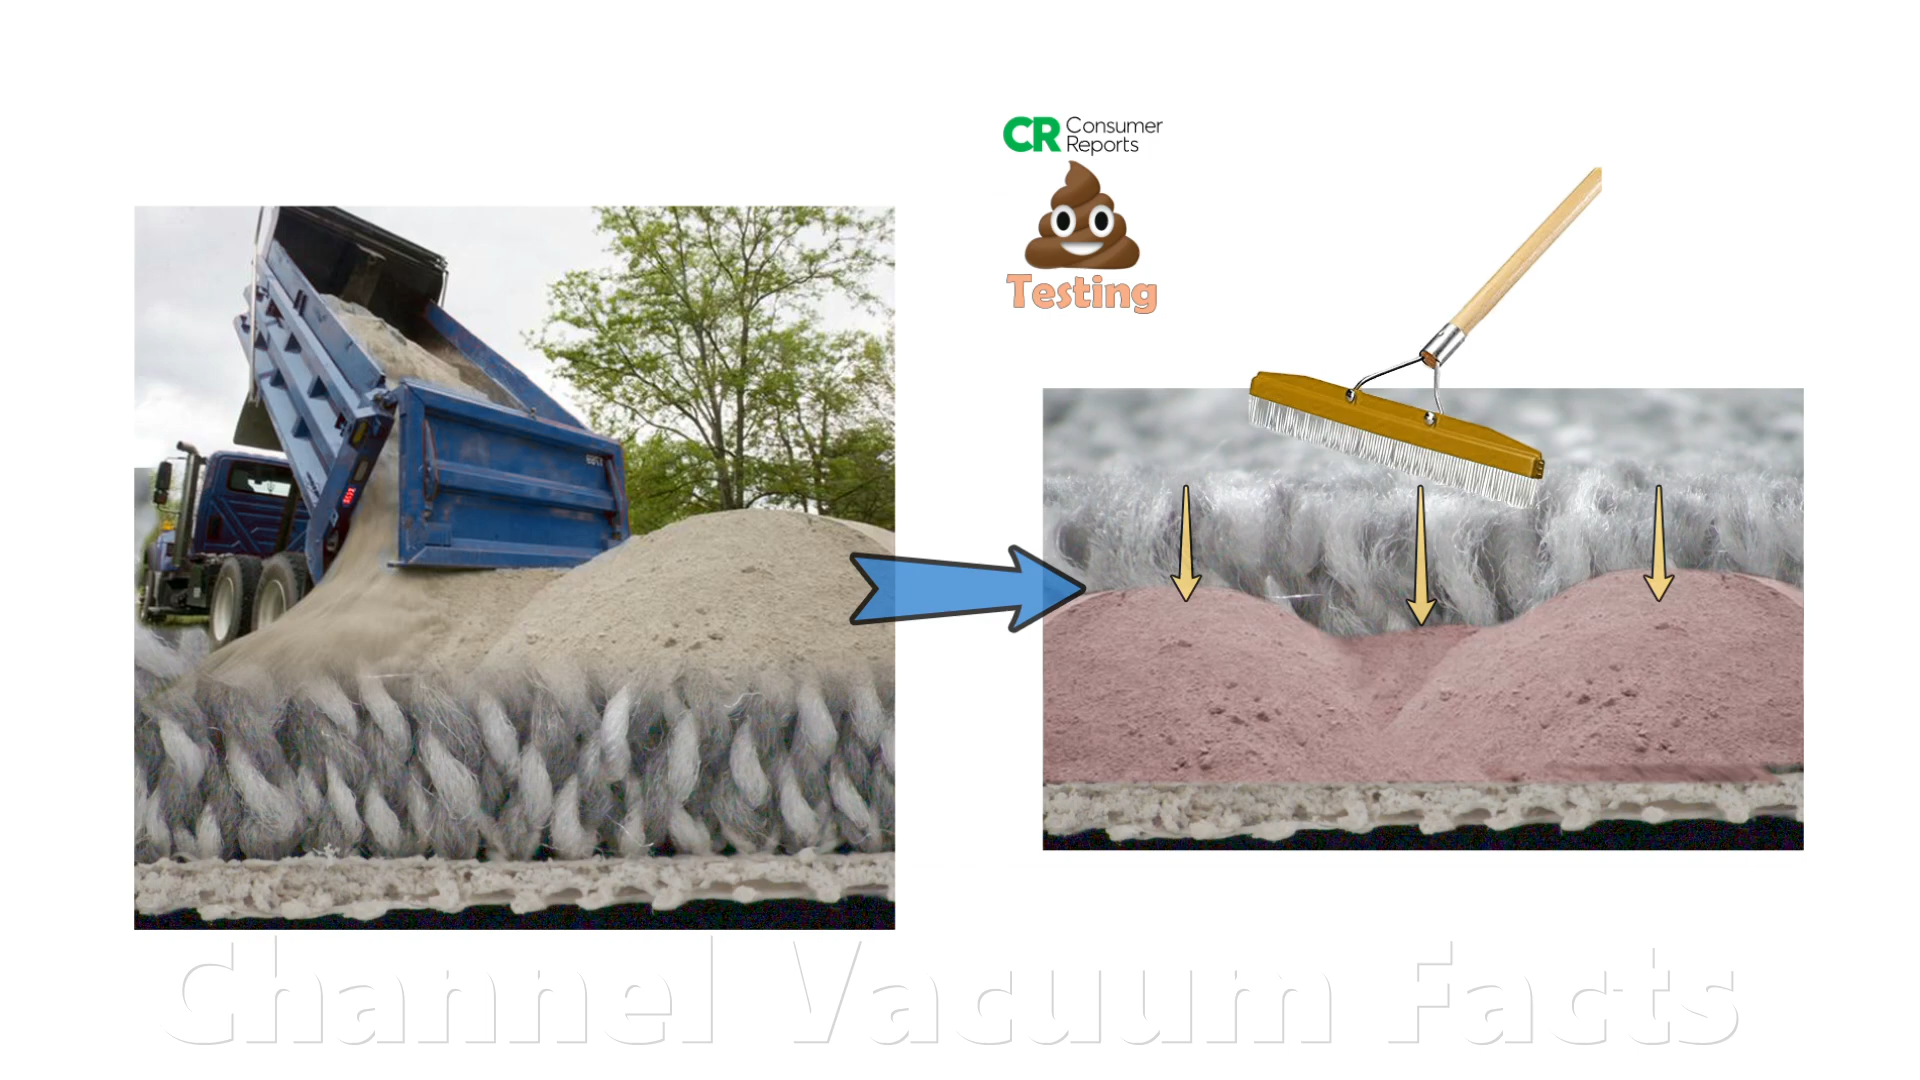 CR Consumer
Reports
Testing
Channel Vacuum Facts